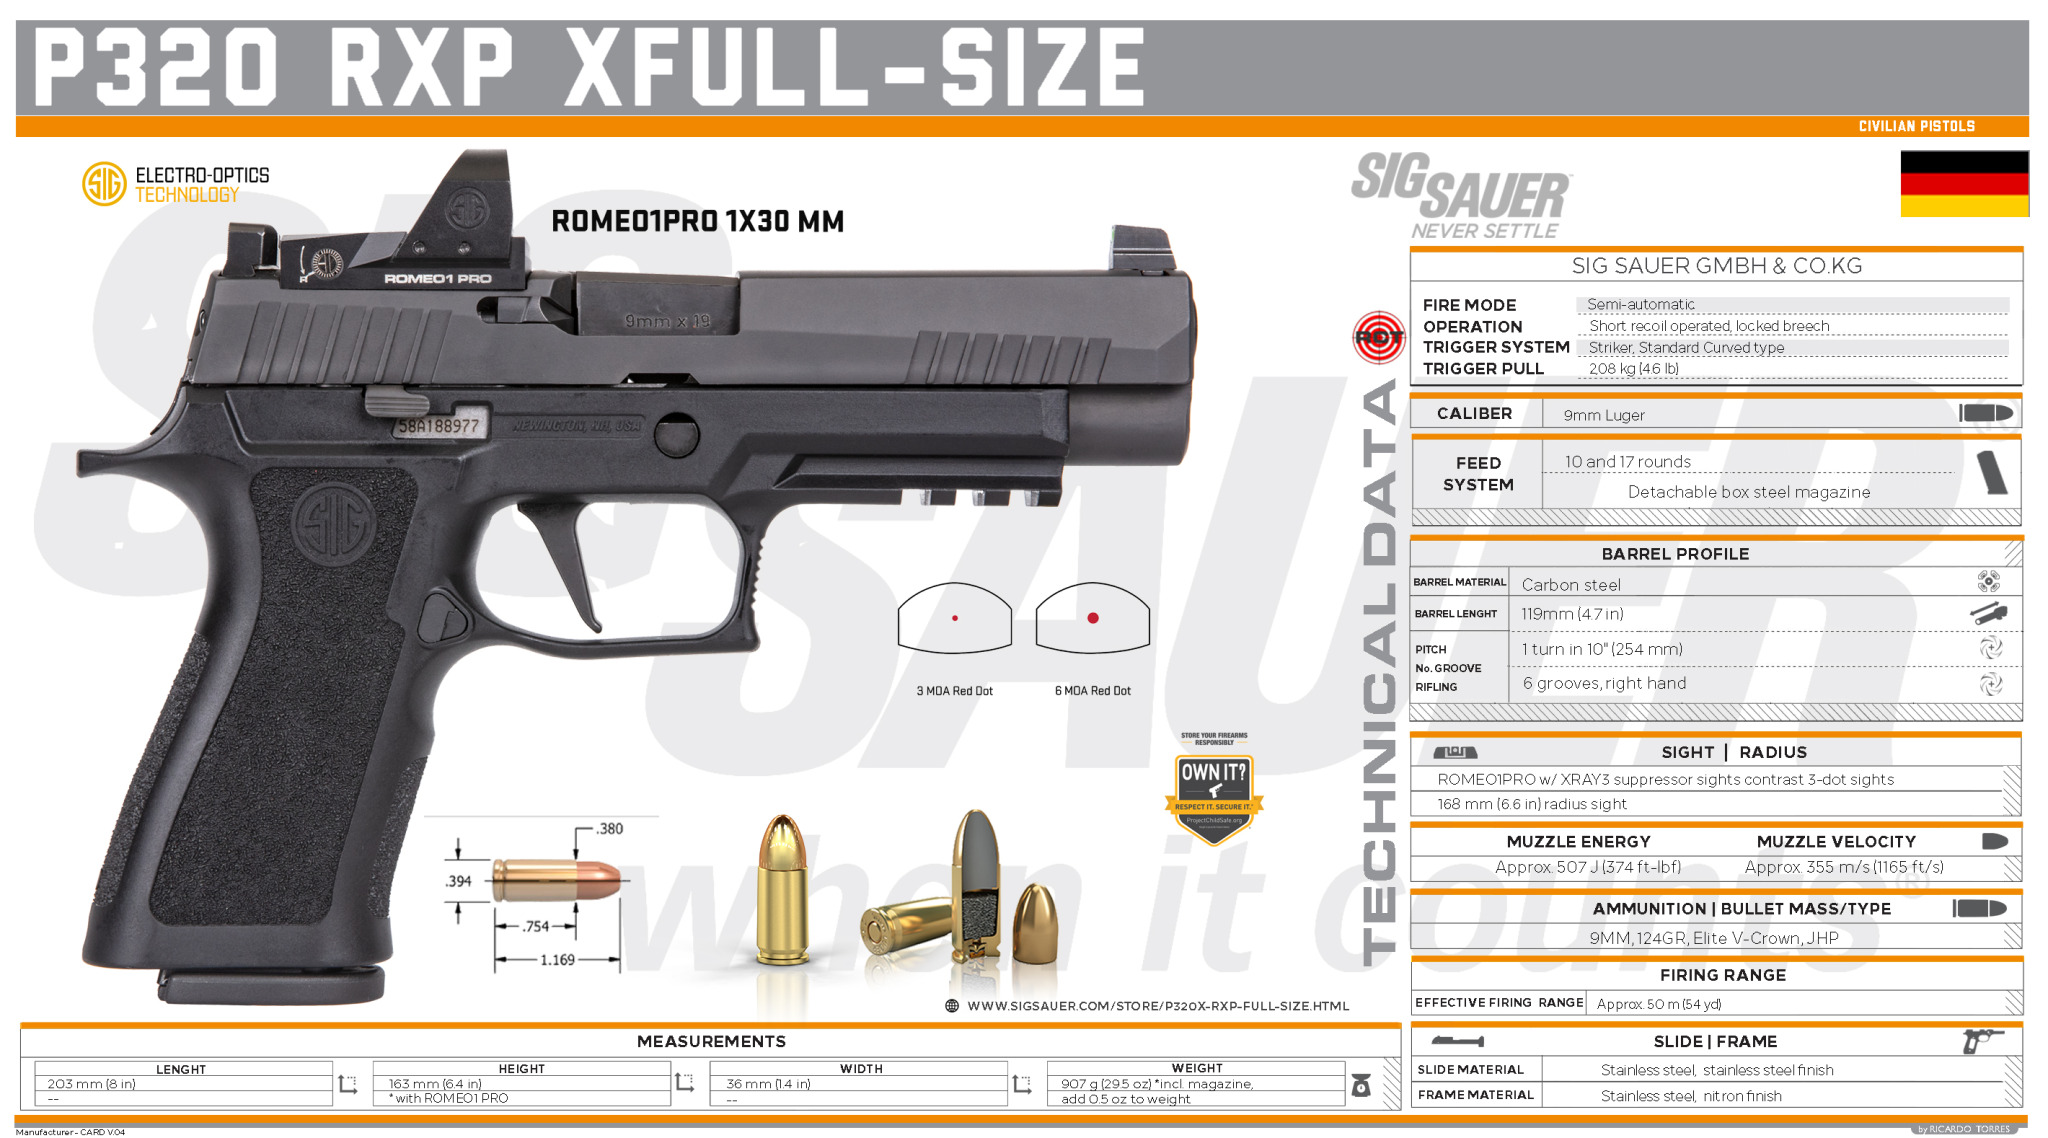 P320 RXP XFULL-SIZE
CIVILIAN PISTOLS
SIG
ELECTRO-OPTICS
TECHNOLOGY
ROMEO1PRO 1X30 MM
SIG
ROMEO1 PRO
9mm x 19
58A188977
NEWINGTON, NH, USA
SIG
SIG SAUER
when it counts®
3 MOA Red Dot
6 MOA Red Dot
STORE YOUR FIREARMS
RESPONSIBLY
OWN IT?
RESPECT IT. SECURE IT.
ProjectChildSafe.org
.380
.394
.754
1.169
WWW.SIGSAUER.COM/STORE/P320X-RXP-FULL-SIZE.HTML
SIG SAUER
NEVER SETTLE
RDT
TECHNICAL DATA
SIG SAUER GMBH & CO.KG
FIRE MODE Semi-automatic
OPERATION Short recoil operated, locked breech
TRIGGER SYSTEM Striker, Standard Curved type
TRIGGER PULL 2,08 kg (4.6 lb)
CALIBER 9mm Luger
FEED SYSTEM 10 and 17 rounds
Detachable box steel magazine
BARREL PROFILE
BARREL MATERIAL Carbon steel
BARREL LENGHT 119mm (4.7 in)
PITCH 1 turn in 10" (254 mm)
No. GROOVE
RIFLING 6 grooves, right hand
SIGHT | RADIUS
ROMEO1PRO w/ XRAY3 suppressor sights contrast 3-dot sights
168 mm (6.6 in) radius sight
MUZZLE ENERGY MUZZLE VELOCITY
Approx. 507 J (374 ft-lbf) Approx. 355 m/s (1165 ft/s)
AMMUNITION | BULLET MASS/TYPE
9MM, 124GR, Elite V-Crown, JHP
FIRING RANGE
EFFECTIVE FIRING RANGE Approx. 50 m (54 yd)
SLIDE | FRAME
SLIDE MATERIAL Stainless steel, stainless steel finish
FRAME MATERIAL Stainless steel, nitron finish
MEASUREMENTS
LENGHT HEIGHT WIDTH WEIGHT
203 mm (8 in) 163 mm (6.4 in) 36 mm (1.4 in) 907 g (29.5 oz) *incl. magazine,
-- * with ROMEO1 PRO -- add 0.5 oz to weight
Manufacturer - CARD V.04
by RICARDO TORRES